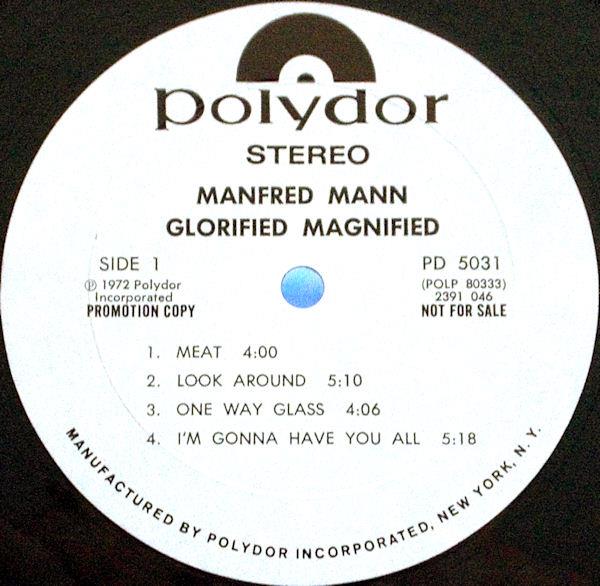 polydor
STEREO
MANFRED MANN
GLORIFIED MAGNIFIED
SIDE 1
℗ 1972 Polydor
Incorporated
PROMOTION COPY
PD 5031
(POLP 80333)
2391 046
NOT FOR SALE
1. MEAT 4:00
2. LOOK AROUND 5:10
3. ONE WAY GLASS 4:06
4. I'M GONNA HAVE YOU ALL 5:18
MANUFACTURED BY POLYDOR INCORPORATED, NEW YORK, N. Y.